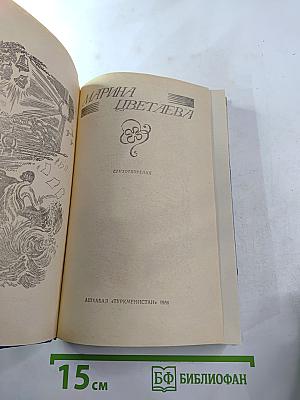 МАРИНА
ЦВЕТАЕВА
СТИХОТВОРЕНИЯ
АШХАБАД «ТУРКМЕНИСТАН» 1986
15 см
БФ БИБЛИОФАН